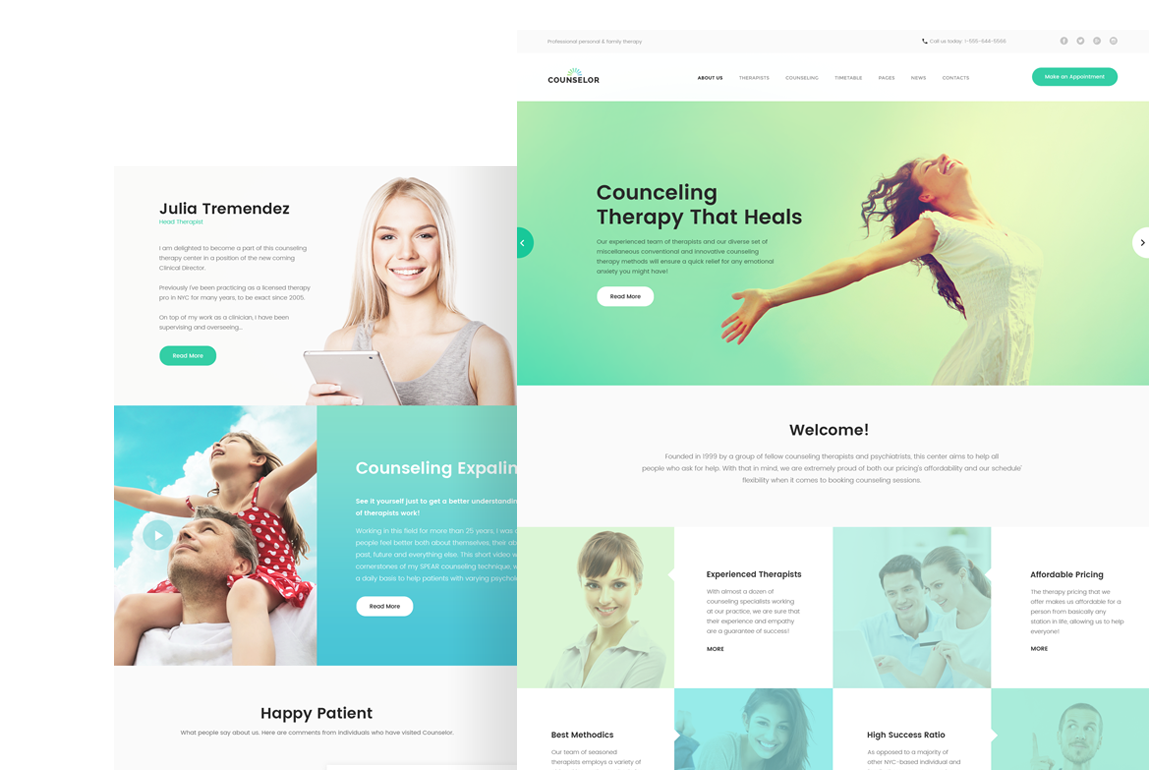 Professional personal & family therapy
Call us today: 1-555-644-5566
COUNSELOR
ABOUT US
THERAPISTS
COUNSELING
TIMETABLE
PAGES
NEWS
CONTACTS
Make an Appointment
Counceling
Therapy That Heals
Our experienced team of therapists and our diverse set of
miscellaneous conventional and innovative counseling
therapy methods will ensure a quick relief for any emotional
anxiety you might have!
Read More
Welcome!
Founded in 1999 by a group of fellow counseling therapists and psychiatrists, this center aims to help all
people who ask for help. With that in mind, we are extremely proud of both our pricing's affordability and our schedule'
flexibility when it comes to booking counseling sessions.
Experienced Therapists
With almost a dozen of
counseling specialists working
at our practice, we are sure that
their experience and empathy
are a guarantee of success!
MORE
Affordable Pricing
The therapy pricing that we
offer makes us affordable for a
person from basically any
station in life, allowing us to help
everyone!
MORE
Best Methodics
Our team of seasoned
therapists employs a variety of
High Success Ratio
As opposed to a majority of
other NYC-based individual and
Julia Tremendez
Head Therapist
I am delighted to become a part of this counseling
therapy center in a position of the new coming
Clinical Director.
Previously I've been practicing as a licensed therapy
pro in NYC for many years, to be exact since 2005.
On top of my work as a clinician, I have been
supervising and overseeing...
Read More
Counseling Expalin
See it yourself just to get a better understandin
of therapists work!
Working in this field for more than 25 years, I was
people feel better both about themselves, their ab
past, future and everything else. This short video w
cornerstones of my SPEAR counseling technique, w
a daily basis to help patients with varying psychol
Read More
Happy Patient
What people say about us. Here are comments from individuals who have visited Counselor.